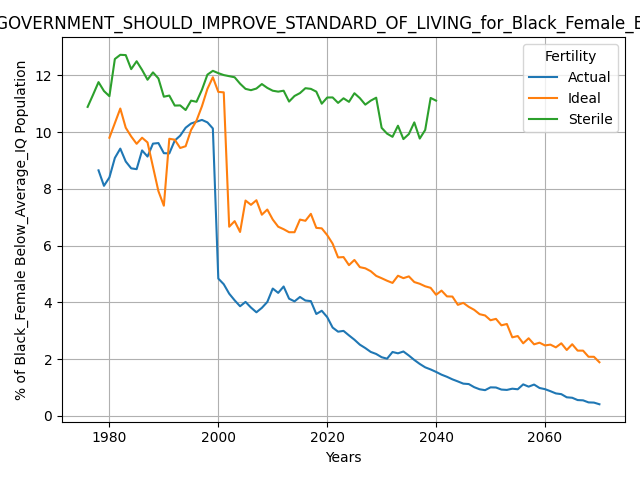 GOVERNMENT_SHOULD_IMPROVE_STANDARD_OF_LIVING_for_Black_Female_B
% of Black_Female Below_Average_IQ Population
12
10
8
6
4
2
0
Fertility
Actual
Ideal
Sterile
1980
2000
2020
2040
2060
Years